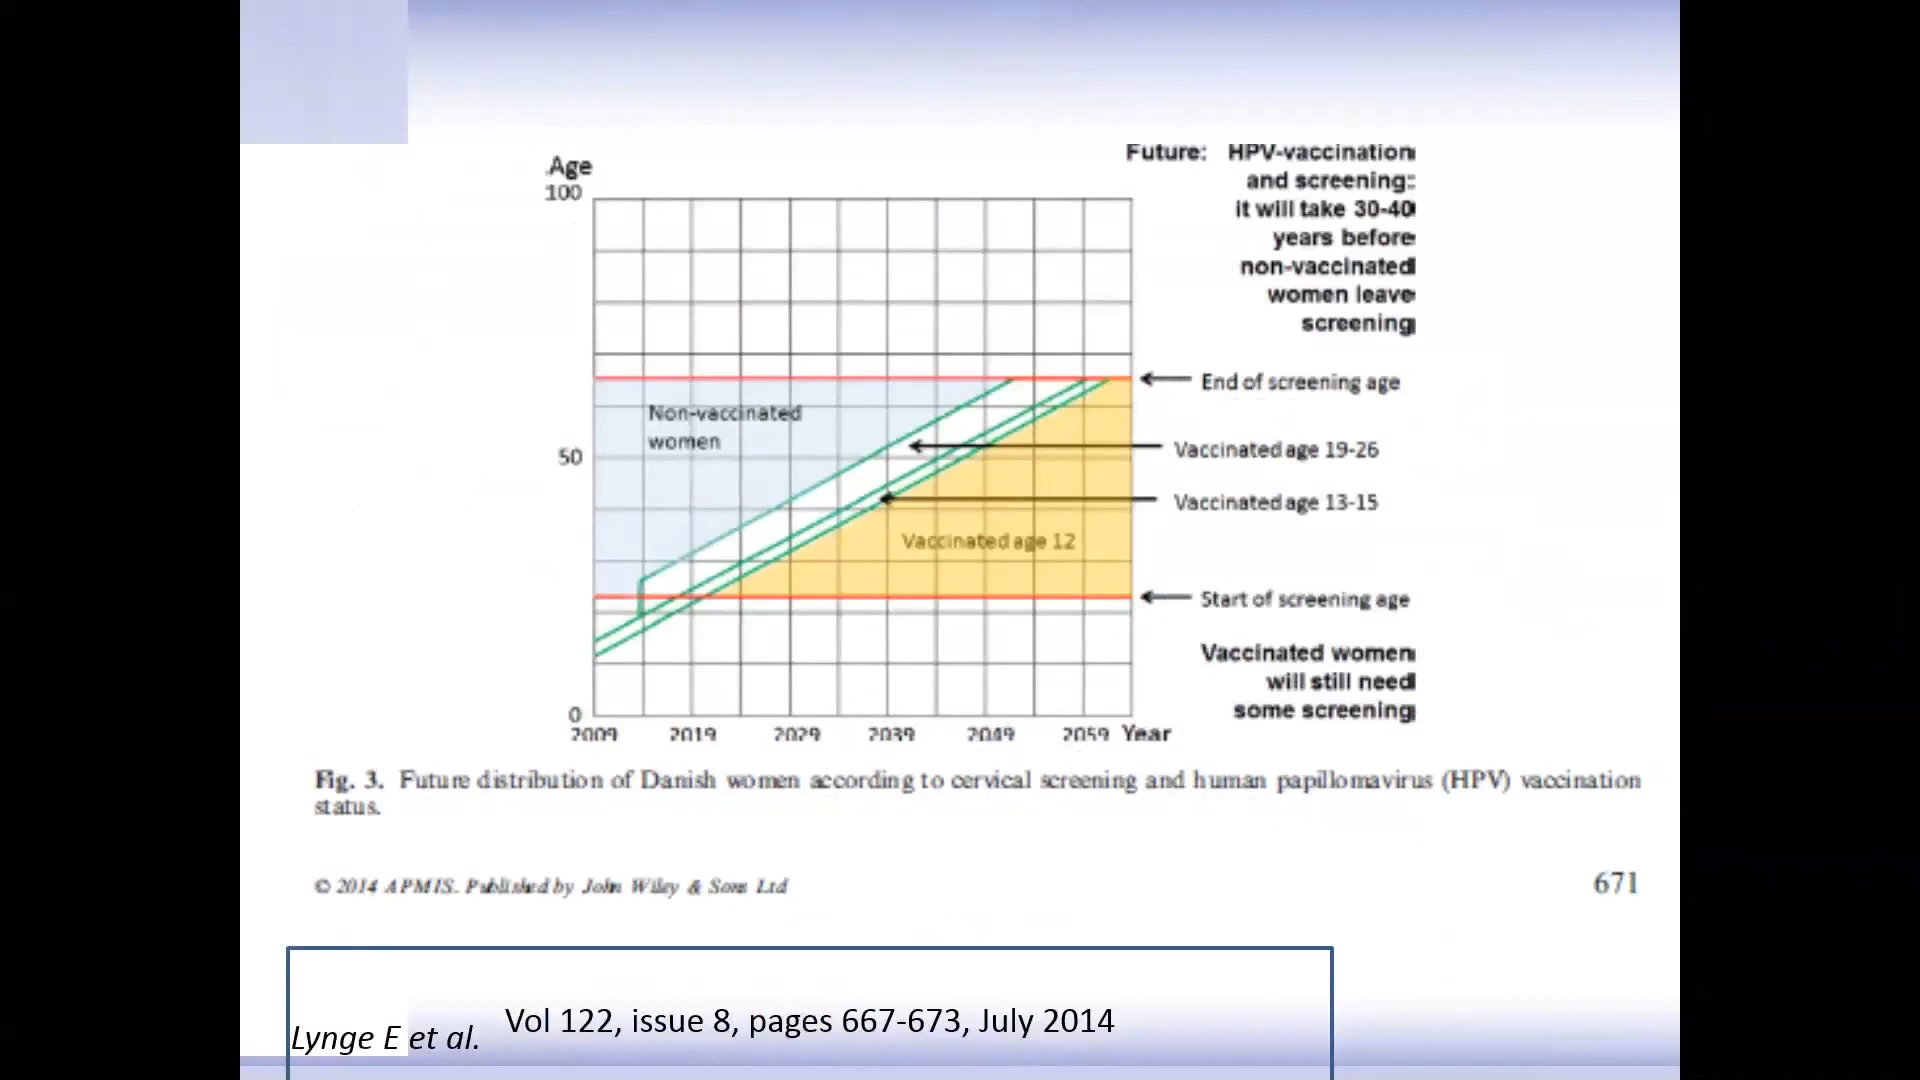 Age
100
50
0
2009 2019 2029 2039 2049 2059 Year
Non-vaccinated
women
Vaccinated age 12
Future: HPV-vaccination
and screening:
it will take 30-40
years before
non-vaccinated
women leave
screening
End of screening age
Vaccinated age 19-26
Vaccinated age 13-15
Start of screening age
Vaccinated women
will still need
some screening
Fig. 3. Future distribution of Danish women according to cervical screening and human papillomavirus (HPV) vaccination
status.
© 2014 APMIS. Published by John Wiley & Sons Ltd
671
Lynge E et al.
Vol 122, issue 8, pages 667-673, July 2014